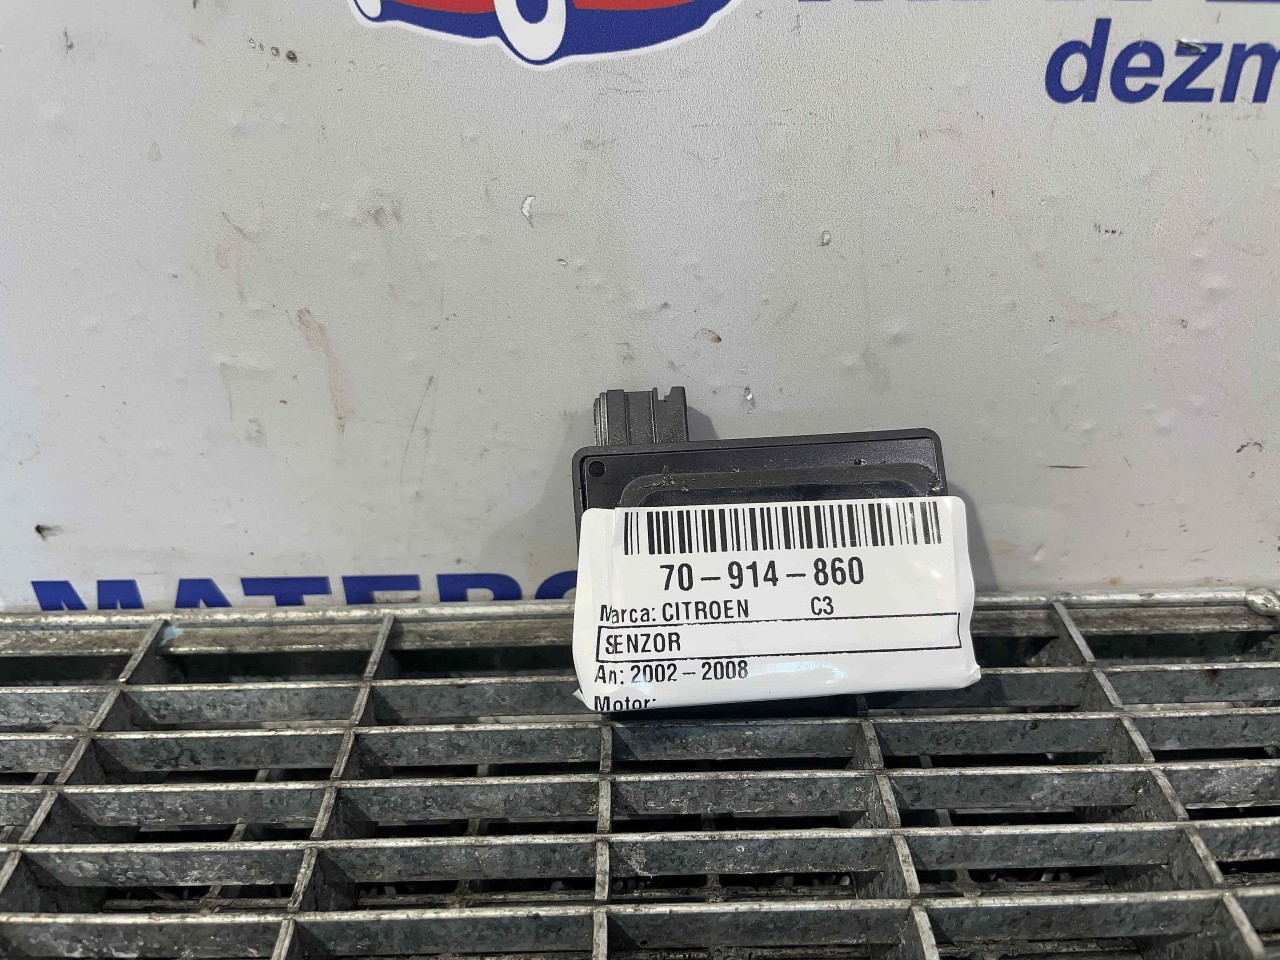 dezm
70-914-860
Marca: CITROEN C3
SENZOR
An: 2002-2008
Motor: